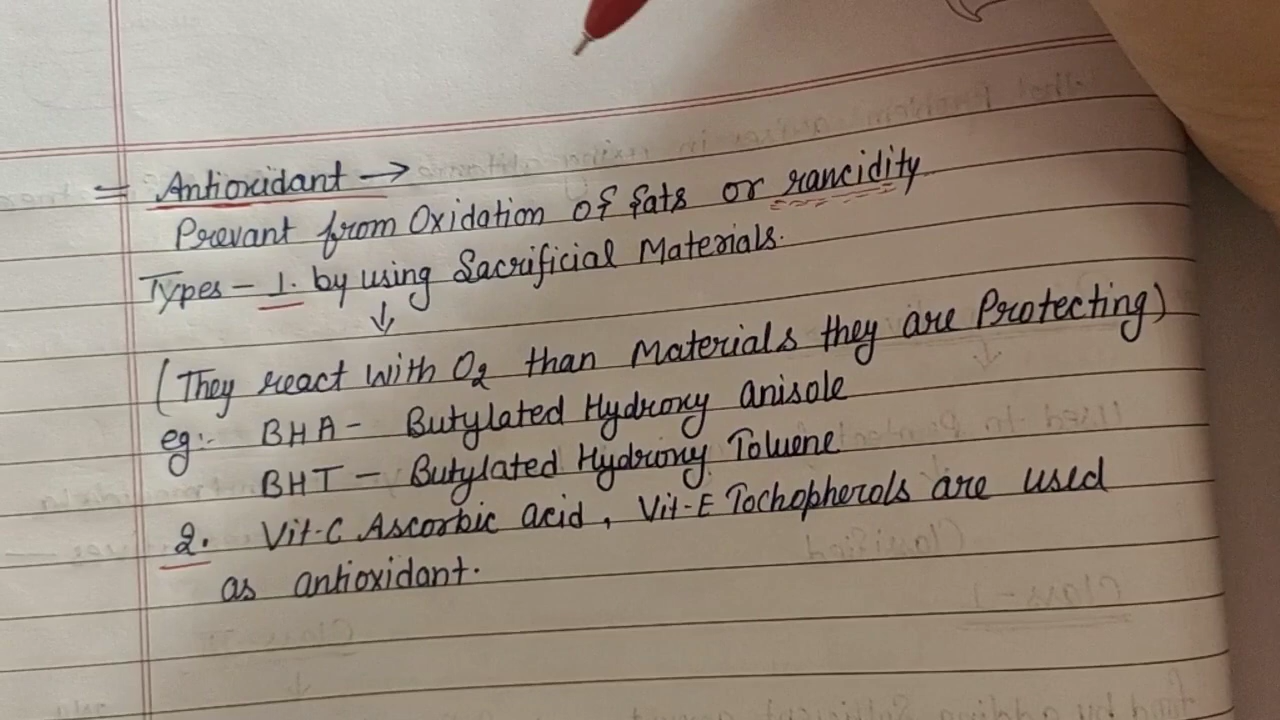 = Antioxidant →
Prevant from Oxidation of fats or rancidity
Types - 1. by using Sacrificial Materials.
↓
(They react with O2 than Materials they are Protecting)
eg:- BHA - Butylated Hydroxy anisole
BHT - Butylated Hydroxy Toluene
2. Vit-C Ascorbic acid, Vit-E Tochopherols are used
as antioxidant.